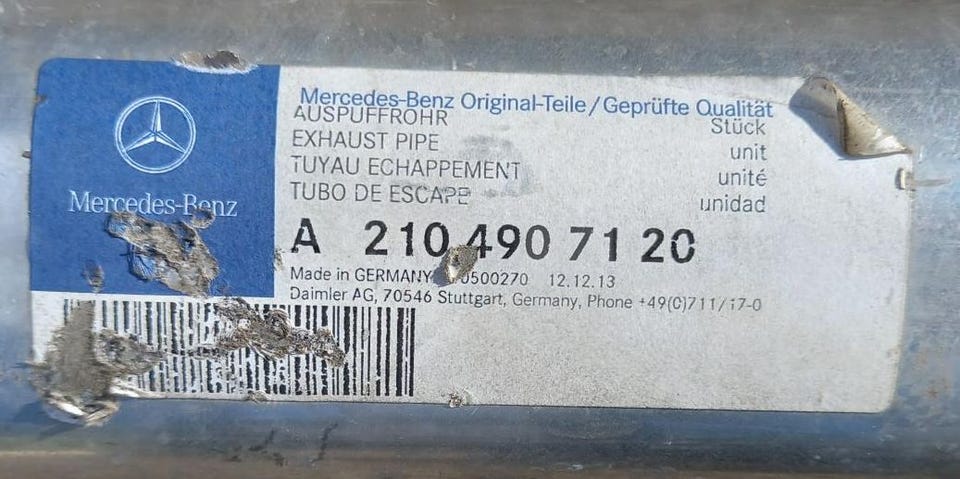 Mercedes-Benz
Mercedes-Benz Original-Teile/Geprüfte Qualität
AUSPUFFROHR Stück
EXHAUST PIPE unit
TUYAU ECHAPPEMENT unité
TUBO DE ESCAPE unidad
A 210 490 71 20
Made in GERMANY 12.12.13
Daimler AG, 70546 Stuttgart, Germany, Phone +49(0)711/17-0